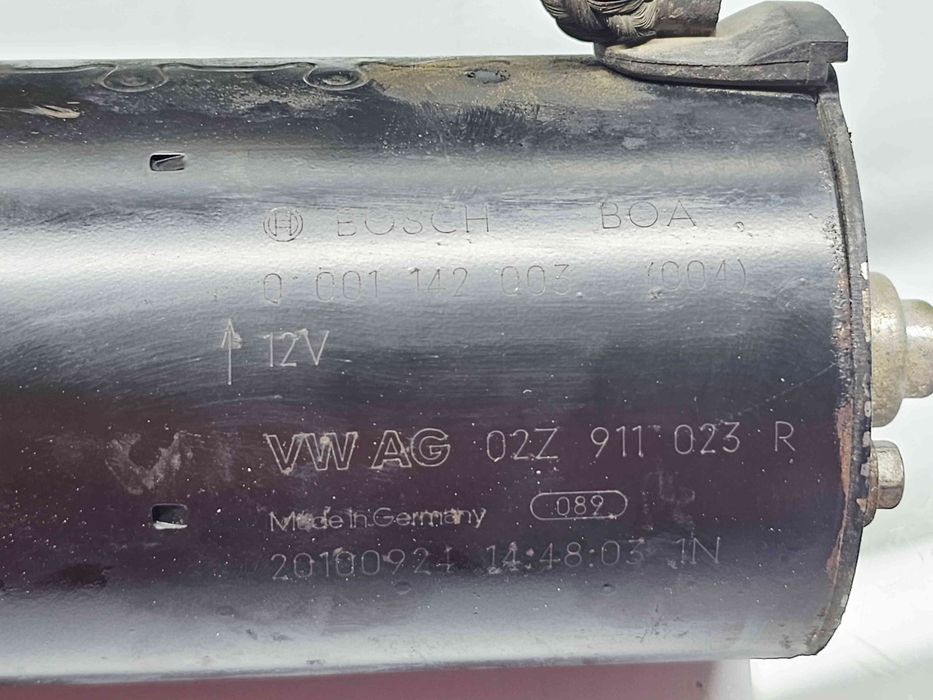 BOSCH BOA
0 001 142 003 (004)
12V
VW AG 02Z 911 023 R
Made in Germany 089
20100924 14:48:03 1N